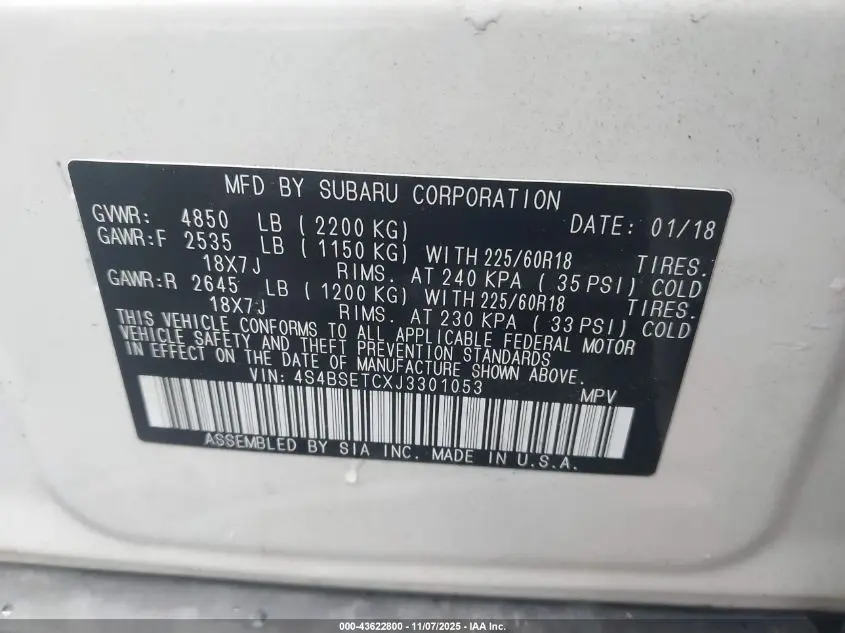 MFD BY SUBARU CORPORATION
GVWR: 4850 LB (2200 KG) DATE: 01/18
GAWR:F 2535 LB (1150 KG) WITH 225/60R18 TIRES.
18X7J RIMS. AT 240 KPA (35 PSI) COLD
GAWR:R 2645 LB (1200 KG) WITH 225/60R18 TIRES.
18X7J RIMS. AT 230 KPA (33 PSI) COLD
THIS VEHICLE CONFORMS TO ALL APPLICABLE FEDERAL MOTOR
VEHICLE SAFETY AND THEFT PREVENTION STANDARDS
IN EFFECT ON THE DATE OF MANUFACTURE SHOWN ABOVE.
VIN: 4S4BSETCXJ3301053 MPV
ASSEMBLED BY SIA INC. MADE IN U.S.A.
000-43622800 - 11/07/2025 - IAA Inc.